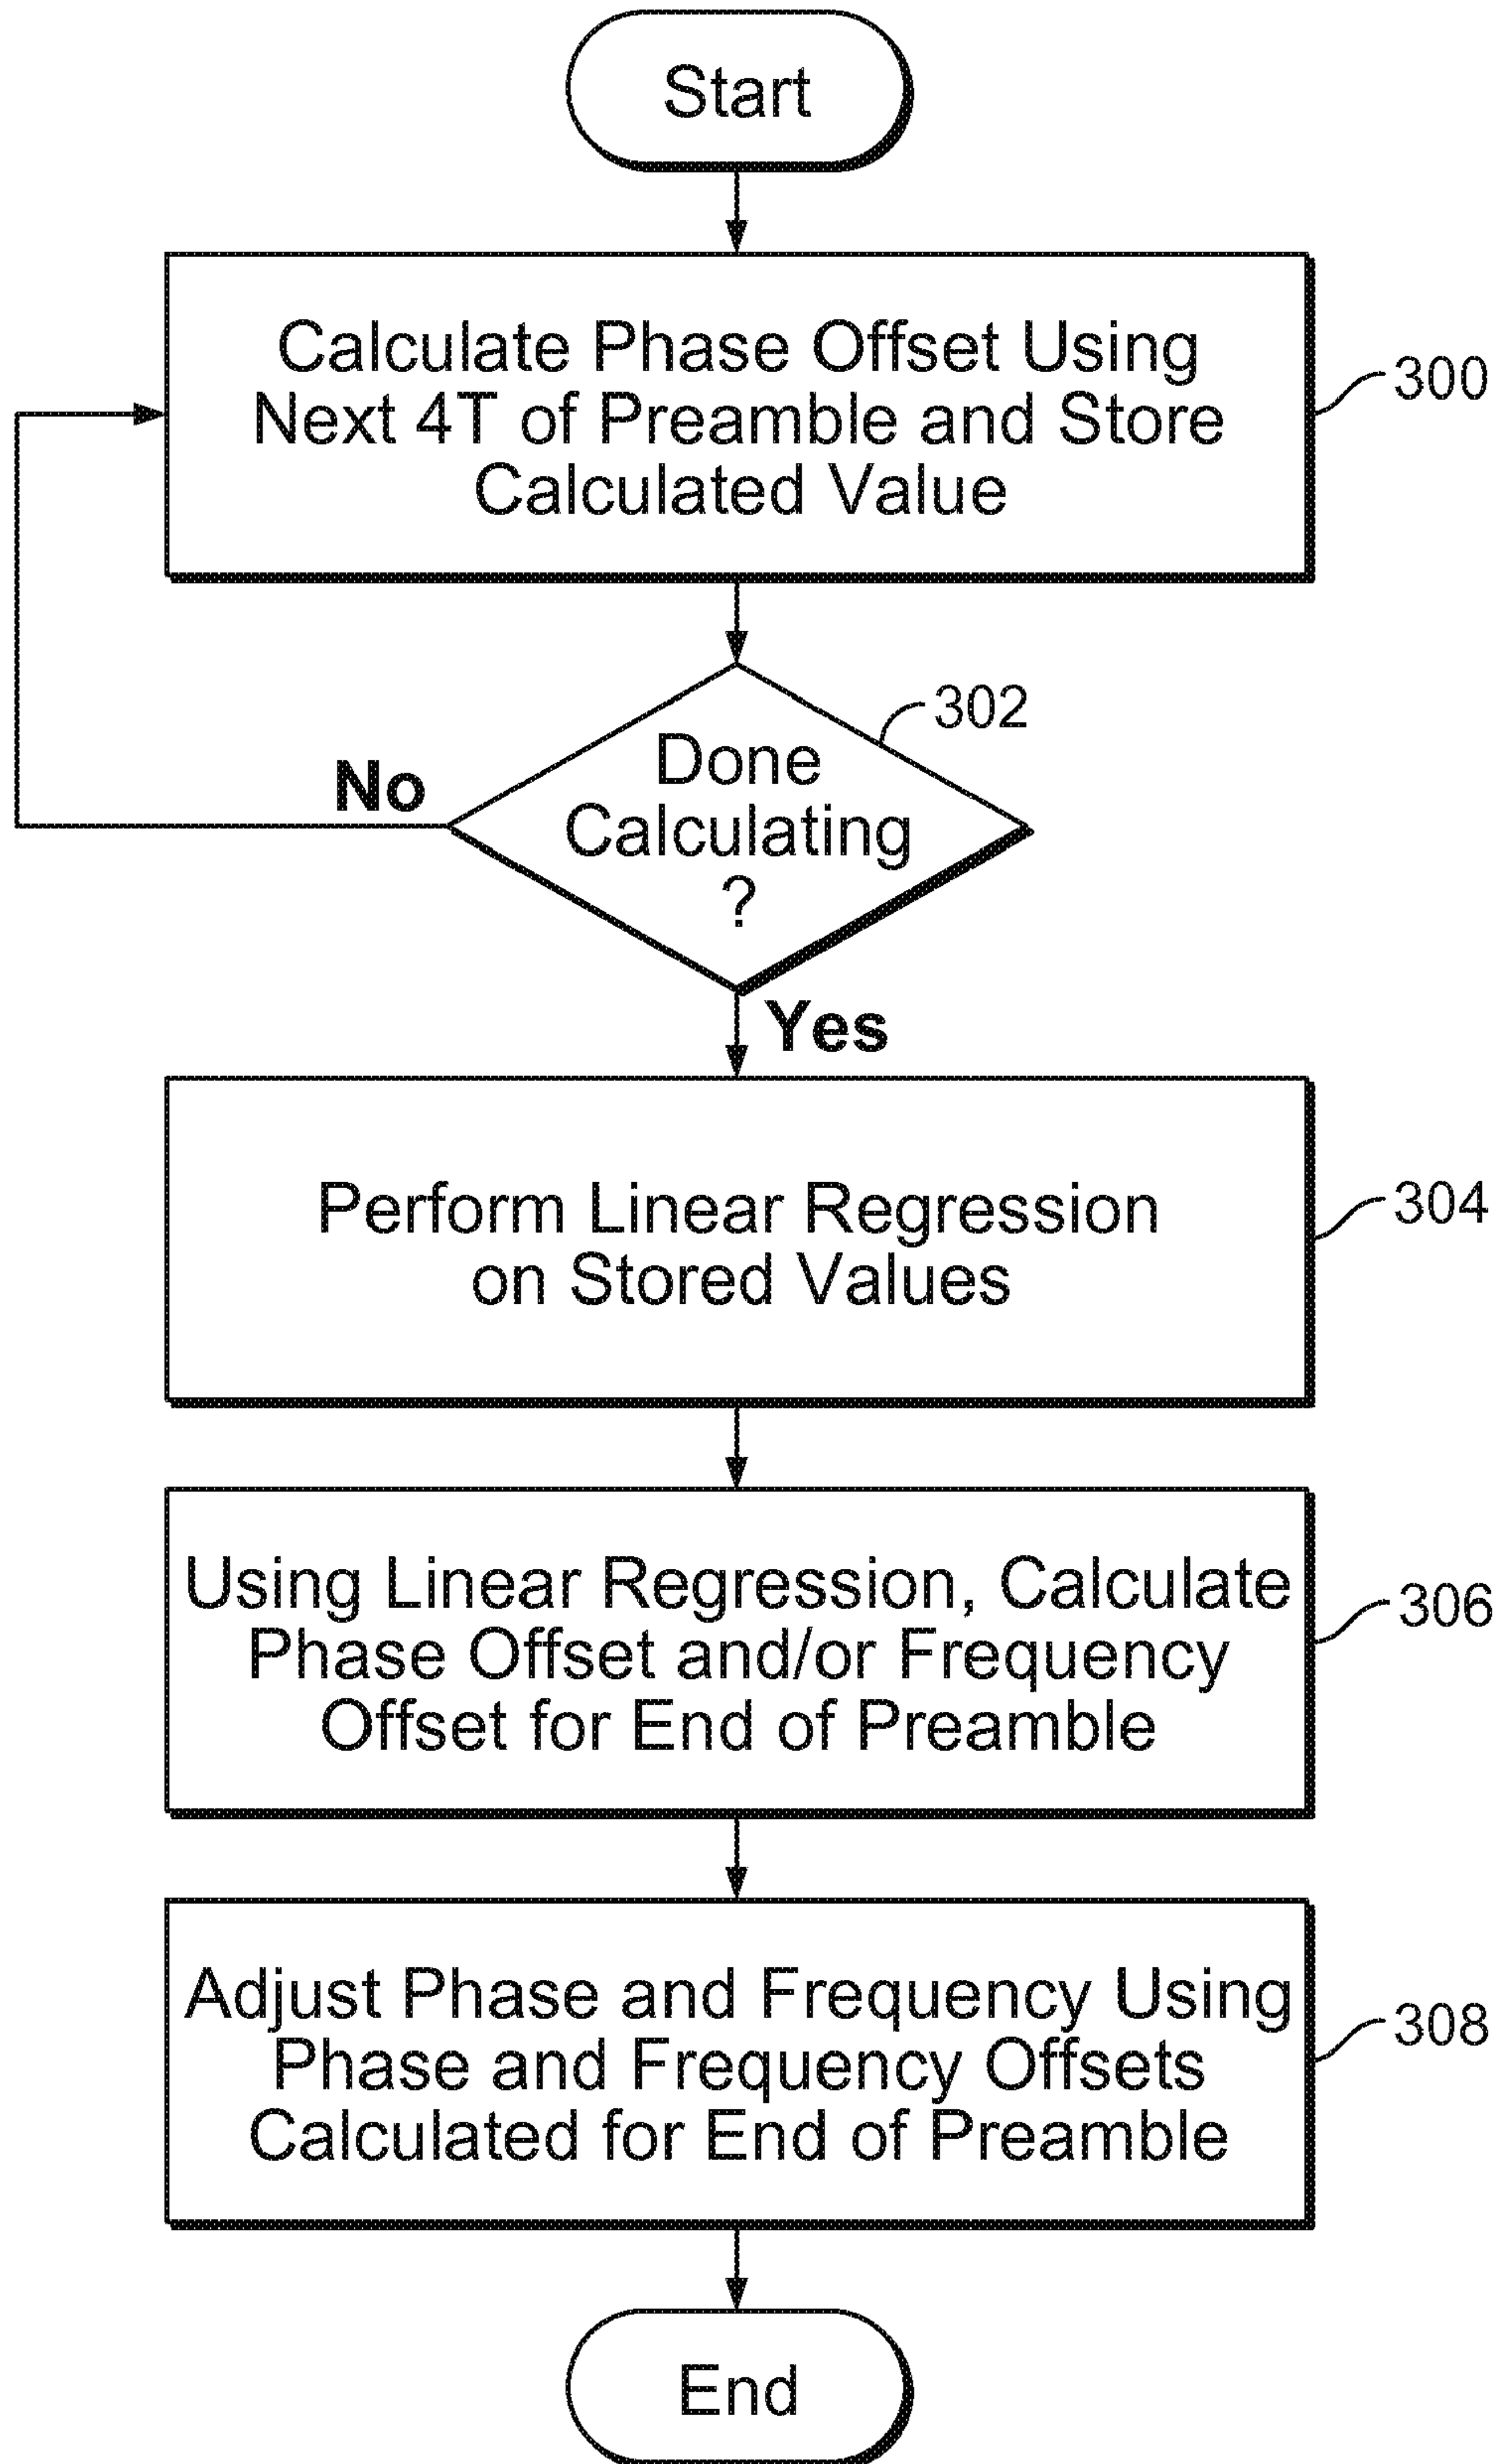 Start
Calculate Phase Offset Using
Next 4T of Preamble and Store
Calculated Value
300
302
Done
Calculating
?
No
Yes
Perform Linear Regression
on Stored Values
304
Using Linear Regression, Calculate
Phase Offset and/or Frequency
Offset for End of Preamble
306
Adjust Phase and Frequency Using
Phase and Frequency Offsets
Calculated for End of Preamble
308
End